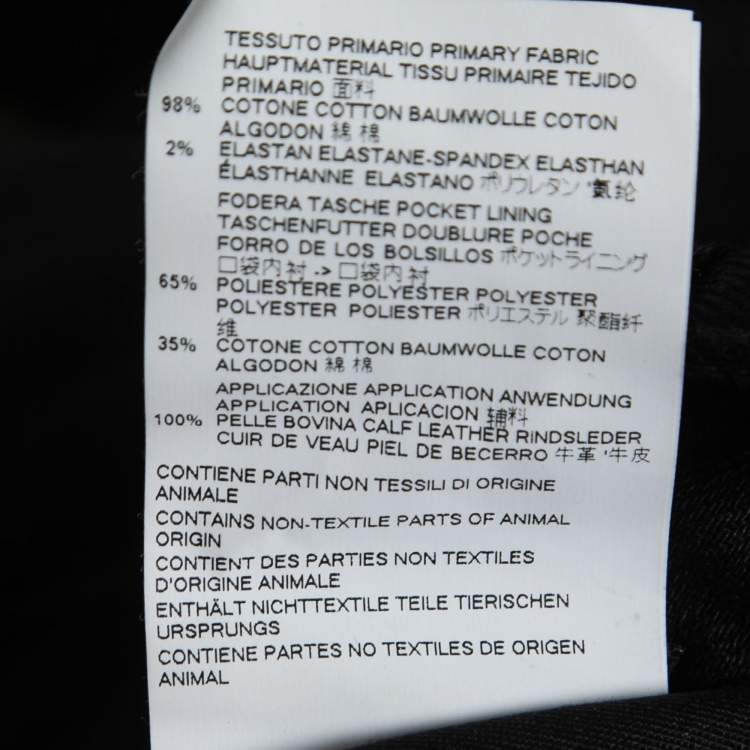 TESSUTO PRIMARIO PRIMARY FABRIC
HAUPTMATERIAL TISSU PRIMAIRE TEJIDO
PRIMARIO 面料
98% COTONE COTTON BAUMWOLLE COTON
ALGODON 綿 棉
2% ELASTAN ELASTANE-SPANDEX ELASTHAN
ÉLASTHANNE ELASTANO ポリウレタン '氨纶
FODERA TASCHE POCKET LINING
TASCHENFUTTER DOUBLURE POCHE
FORRO DE LOS BOLSILLOS ポケットライニング
口袋内衬 -> 口袋内衬
65% POLIESTERE POLYESTER POLYESTER
POLYESTER POLIESTER ポリエステル 聚酯纤
维
35% COTONE COTTON BAUMWOLLE COTON
ALGODON 綿 棉
APPLICAZIONE APPLICATION ANWENDUNG
APPLICATION APLICACION 辅料
100% PELLE BOVINA CALF LEATHER RINDSLEDER
CUIR DE VEAU PIEL DE BECERRO 牛革 '牛皮
CONTIENE PARTI NON TESSILI DI ORIGINE
ANIMALE
CONTAINS NON-TEXTILE PARTS OF ANIMAL
ORIGIN
CONTIENT DES PARTIES NON TEXTILES
D'ORIGINE ANIMALE
ENTHÄLT NICHTTEXTILE TEILE TIERISCHEN
URSPRUNGS
CONTIENE PARTES NO TEXTILES DE ORIGEN
ANIMAL